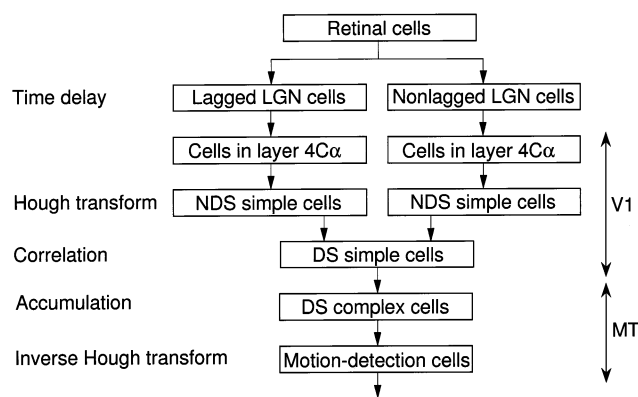 Retinal cells
Time delay
Lagged LGN cells
Nonlagged LGN cells
Cells in layer 4Cα
Cells in layer 4Cα
Hough transform
NDS simple cells
NDS simple cells
V1
Correlation
DS simple cells
Accumulation
DS complex cells
MT
Inverse Hough transform
Motion-detection cells